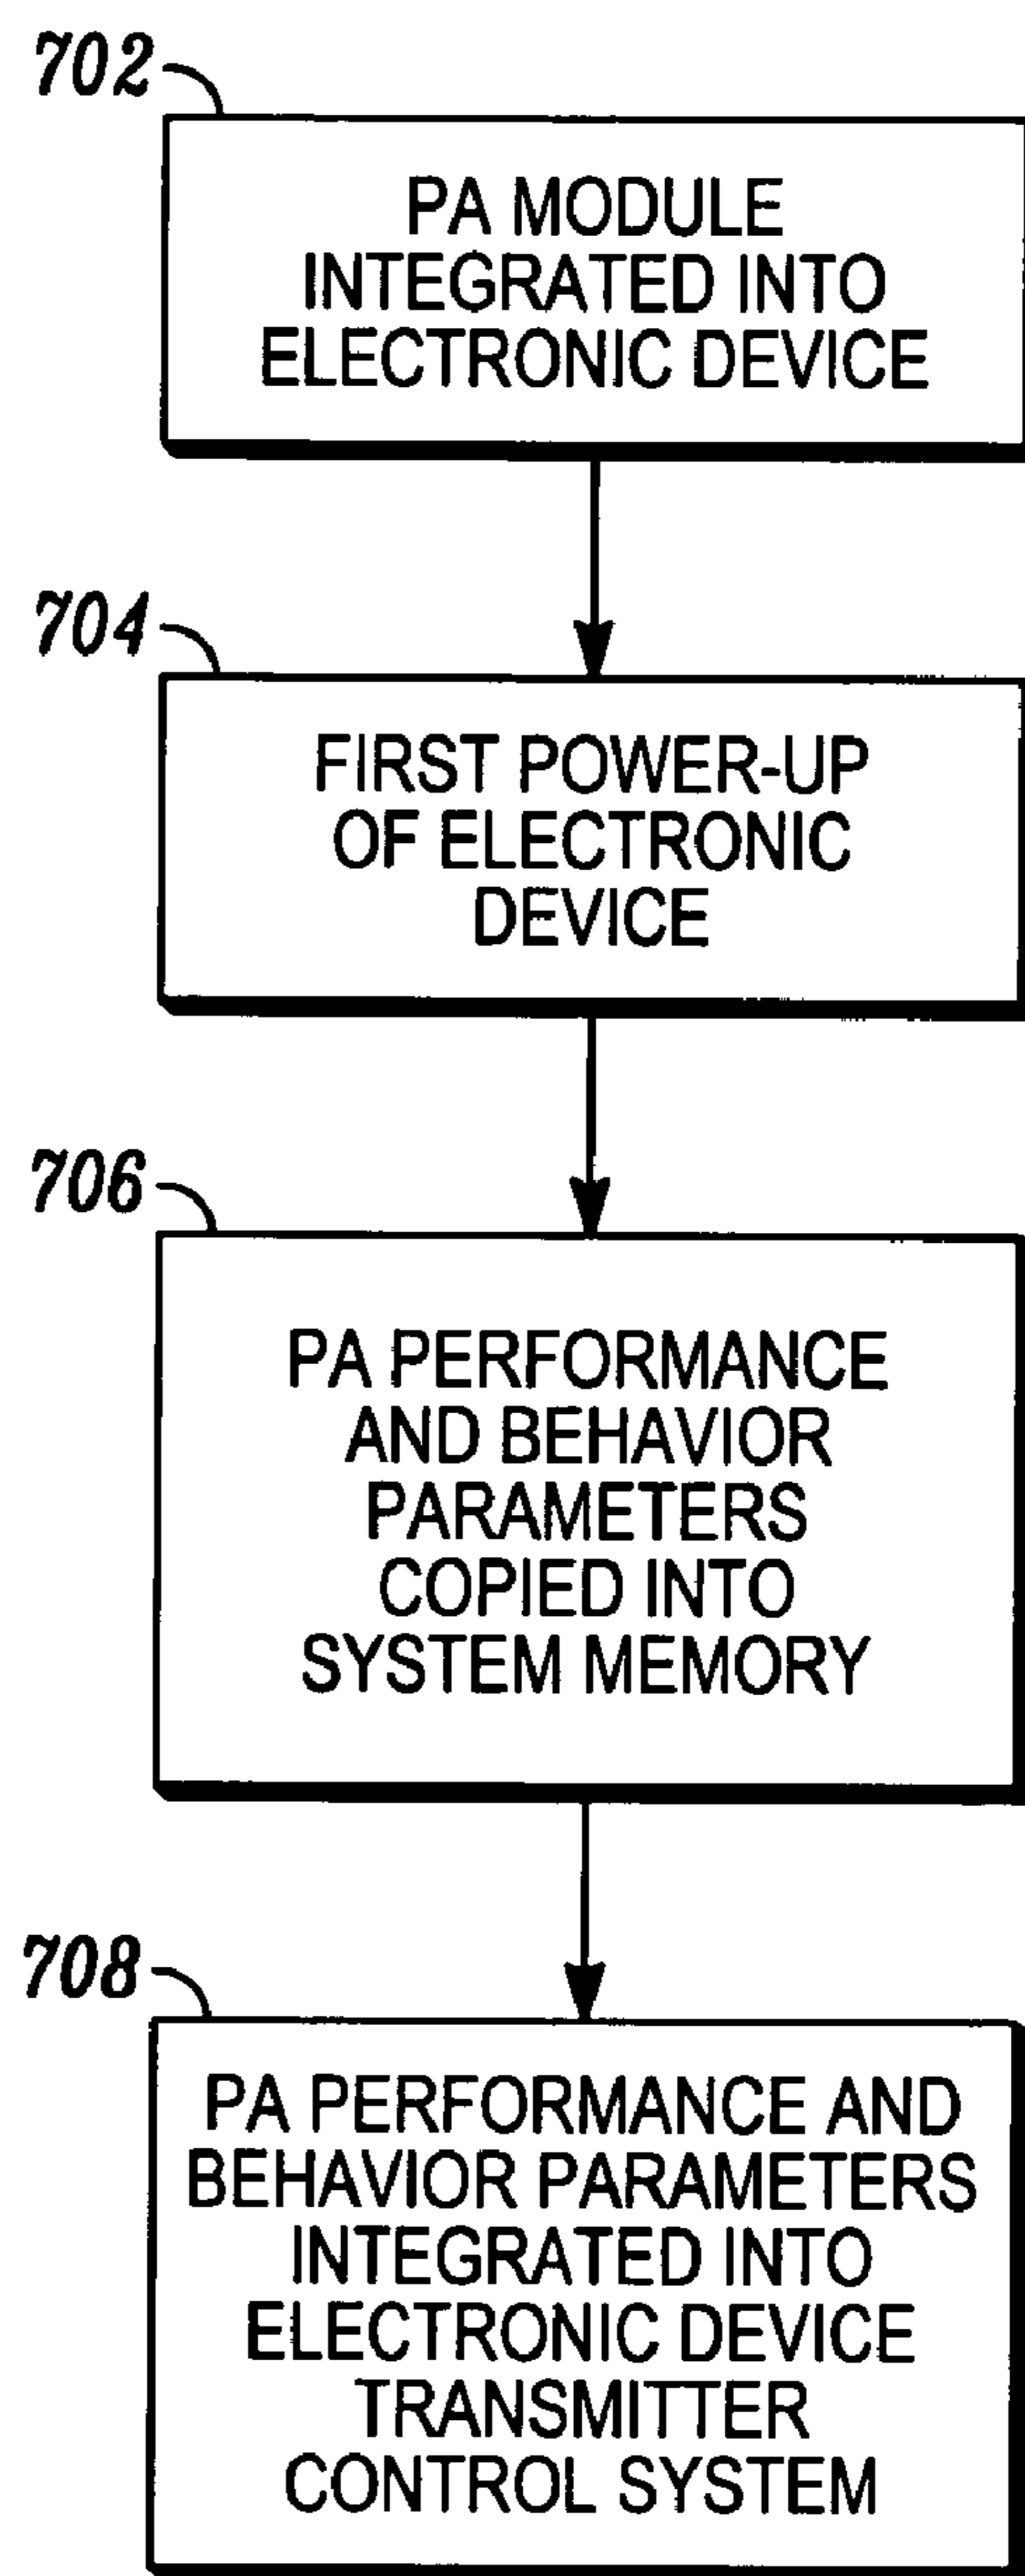 702
PA MODULE
INTEGRATED INTO
ELECTRONIC DEVICE
704
FIRST POWER-UP
OF ELECTRONIC
DEVICE
706
PA PERFORMANCE
AND BEHAVIOR
PARAMETERS
COPIED INTO
SYSTEM MEMORY
708
PA PERFORMANCE AND
BEHAVIOR PARAMETERS
INTEGRATED INTO
ELECTRONIC DEVICE
TRANSMITTER
CONTROL SYSTEM